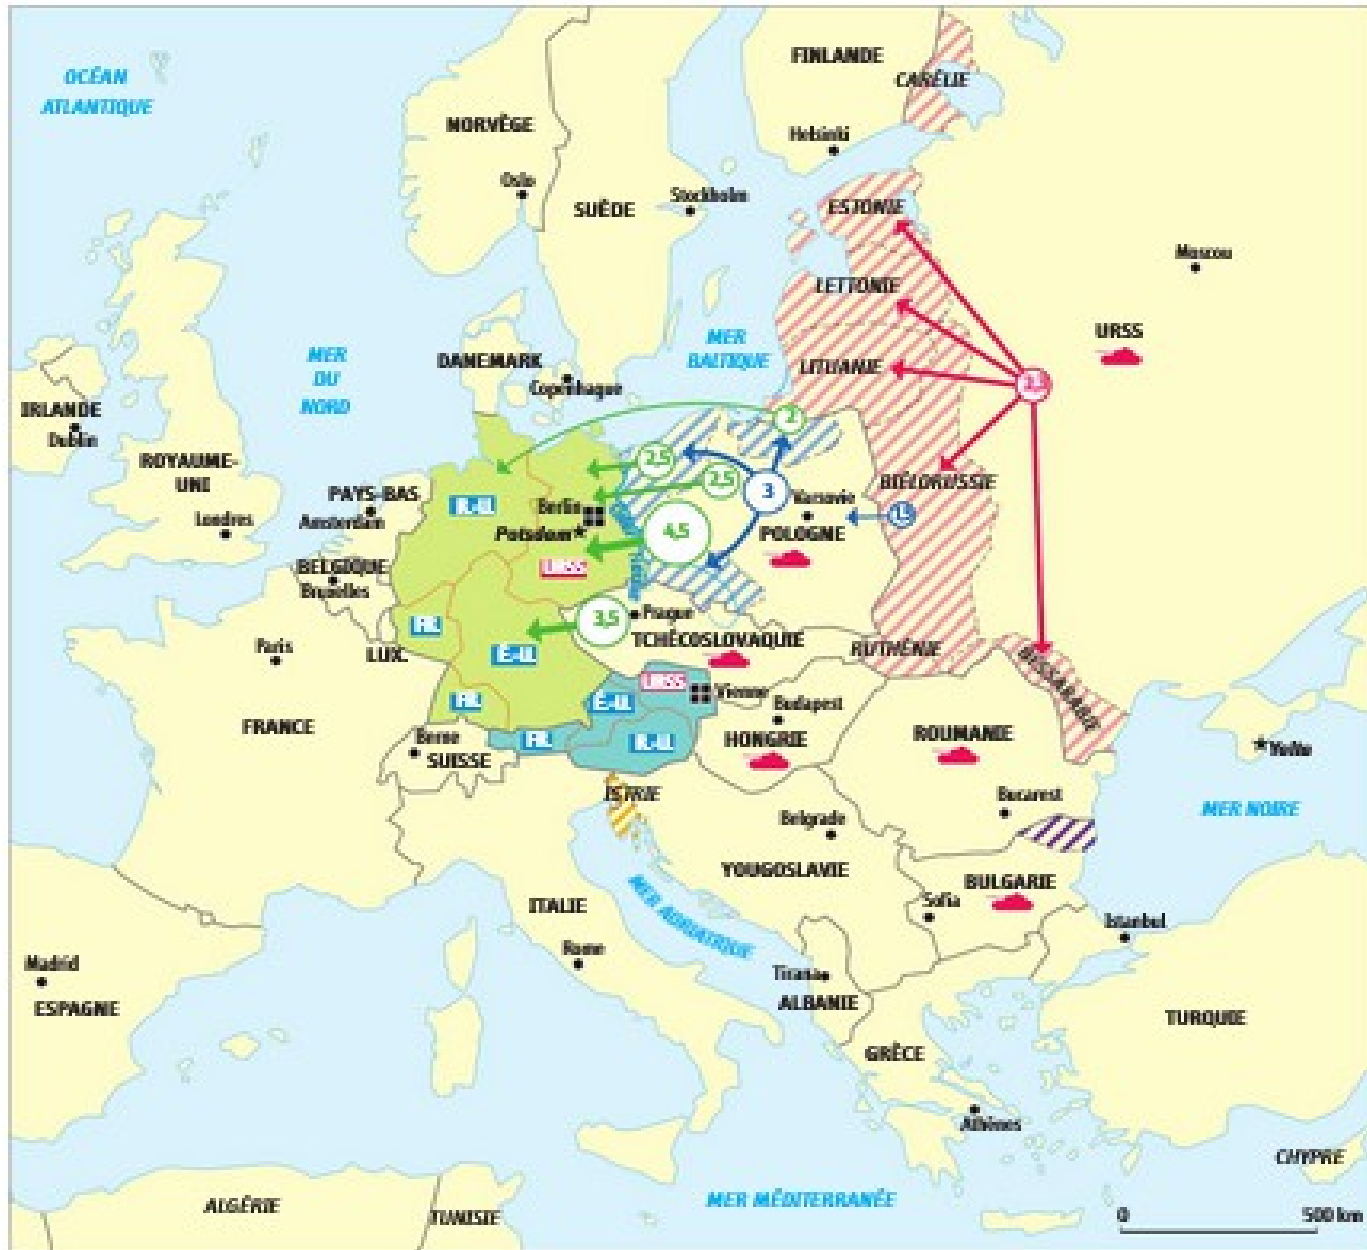 OCÉAN
ATLANTIQUE
FINLANDE
CARÉLIE
NORVÈGE
Helsinki
Oslo
SUÈDE
Stockholm
ESTONIE
Moscou
LETTONIE
MER
BALTIQUE
URSS
MER
DU
NORD
DANEMARK
LITUANIE
Copenhague
IRLANDE
Dublin
ROYAUME-
UNI
2
2,5
2,5
3
BIÉLORUSSIE
PAYS-BAS
Londres
Amsterdam
R.-U.
Berlin
Varsovie
Potsdam
4,5
POLOGNE
BELGIQUE
Bruxelles
URSS
3,5
Prague
TCHÉCOSLOVAQUIE
FR.
Paris
LUX.
É-U.
RUTHÉNIE
BESSARABIE
URSS
Vienne
FR.
É-U.
Budapest
FRANCE
Berne
SUISSE
FR.
R.-U.
HONGRIE
ROUMANIE
Yalta
ISTRIE
Bucarest
MER NOIRE
Belgrade
YOUGOSLAVIE
BULGARIE
Sofia
ITALIE
MER ADRIATIQUE
Istanbul
Rome
Madrid
ESPAGNE
Tirana
ALBANIE
TURQUIE
GRÈCE
Athènes
CHYPRE
MER MÉDITERRANÉE
ALGÉRIE
TUNISIE
0
500 km